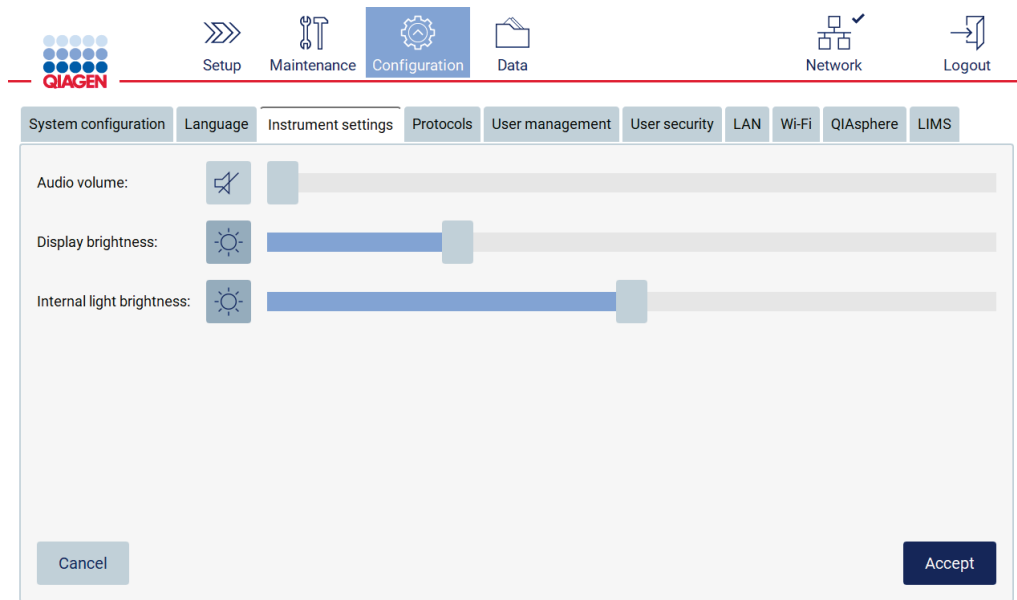 QIAGEN
Setup Maintenance Configuration Data Network Logout
System configuration Language Instrument settings Protocols User management User security LAN Wi-Fi QIAsphere LIMS
Audio volume:
Display brightness:
Internal light brightness:
Cancel Accept